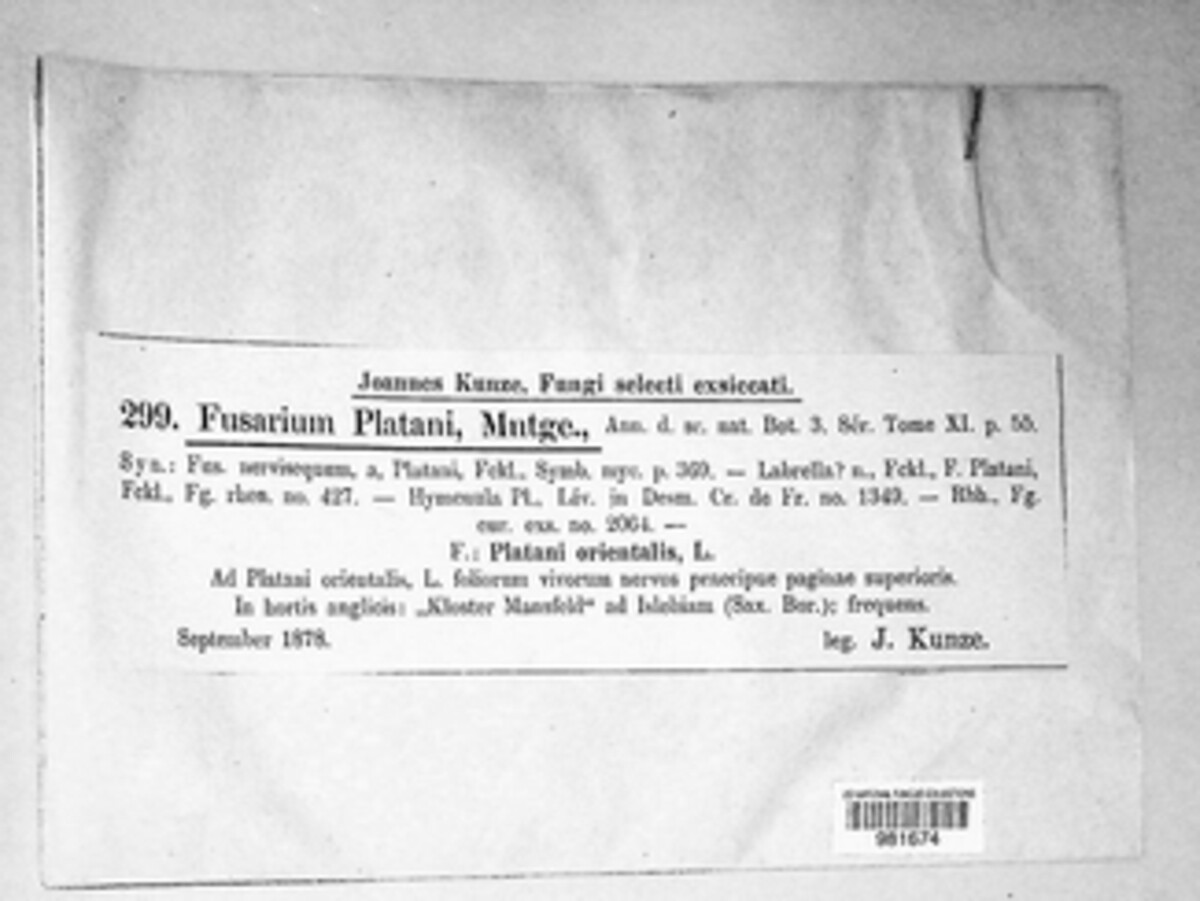 Joannes Kunze. Fungi selecti exsiccati.
299. Fusarium Platani, Mntge., Ann. d. sc. nat. Bot. 3. Sér. Tome XI. p. 55.
Syn.: Fus. nervisequum, a, Platani, Fckl., Symb. myc. p. 369. — Labrella? n., Fckl., F. Platani,
Fckl., Fg. rhen. no. 427. — Hymenula Pl., Lév. in Desm. Cr. de Fr. no. 1349. — Rbh., Fg.
eur. exs. no. 2064. —
F.: Platani orientalis, L.
Ad Platani orientalis, L. foliorum vivorum nervos praecipue paginae superioris.
In hortis anglicis: „Kloster Mansfeld“ ad Islebiam (Sax. Bor.); frequens.
September 1878.
leg. J. Kunze.
981674